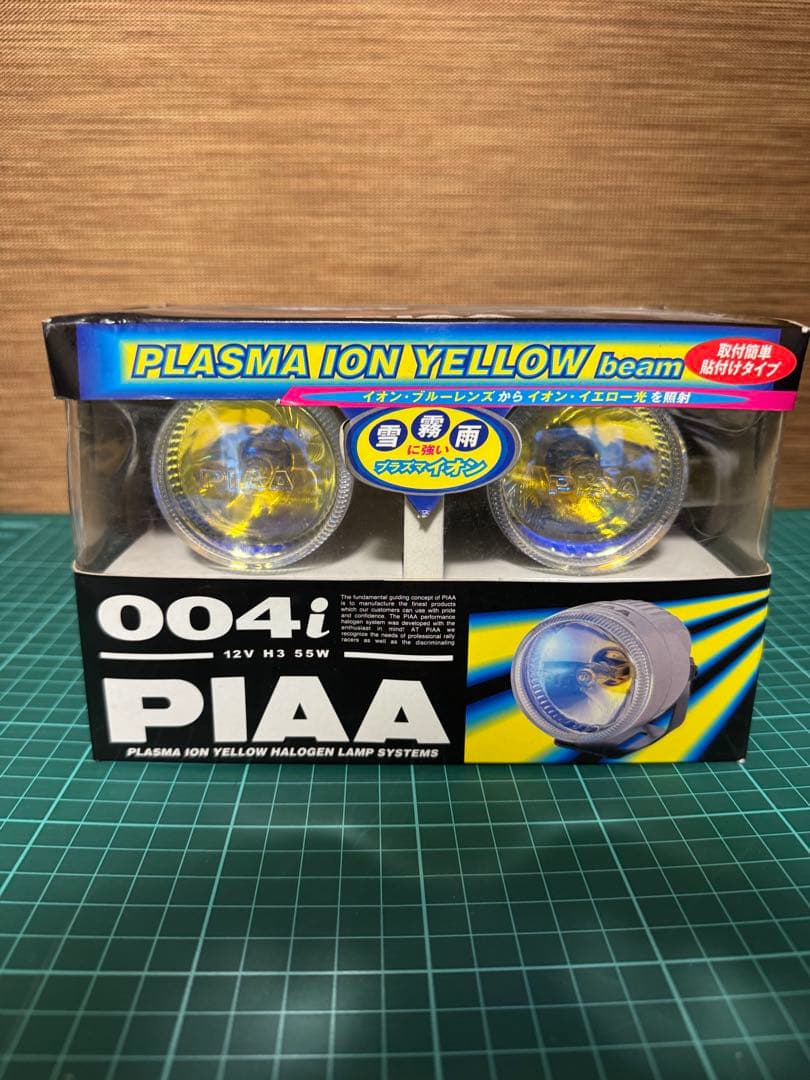 PLASMA ION YELLOW beam
取付簡単
貼付けタイプ
イオン・ブルーレンズからイオン・イエロー光を照射
雪霧雨
に強い
プラズマイオン
PIAA
PIAA
004i
12V H3 55W
The fundamental guiding concept of PIAA
is to manufacture the finest products
which our customers can use with pride
and confidence. The PIAA performance
halogen system was developed with the
enthusiast in mind! AT PIAA we
recognize the needs of professional rally
racers as well as the discriminating
PIAA
PLASMA ION YELLOW HALOGEN LAMP SYSTEMS